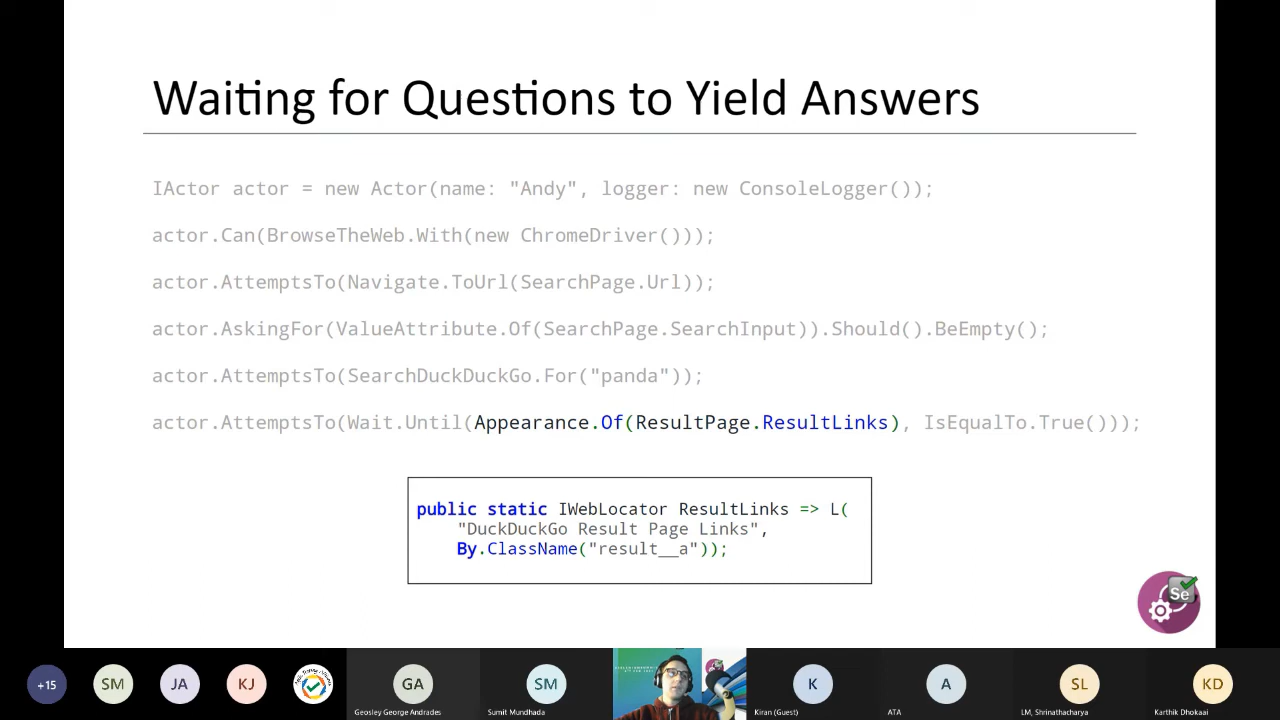 Waiting for Questions to Yield Answers
IActor actor = new Actor(name: "Andy", logger: new ConsoleLogger());
actor.Can(BrowseTheWeb.With(new ChromeDriver()));
actor.AttemptsTo(Navigate.ToUrl(SearchPage.Url));
actor.AskingFor(ValueAttribute.Of(SearchPage.SearchInput)).Should().BeEmpty();
actor.AttemptsTo(SearchDuckDuckGo.For("panda"));
actor.AttemptsTo(Wait.Until(Appearance.Of(ResultPage.ResultLinks), IsEqualTo.True()));
public static IWebLocator ResultLinks => L(
"DuckDuckGo Result Page Links",
By.ClassName("result__a"));
Se
+15
SM
JA
KJ
GA
SM
K
A
SL
KD
Geosley George Andrades
Sumit Mundhada
Kiran (Guest)
ATA
LM, Shrinathacharya
Karthik Dhokaai